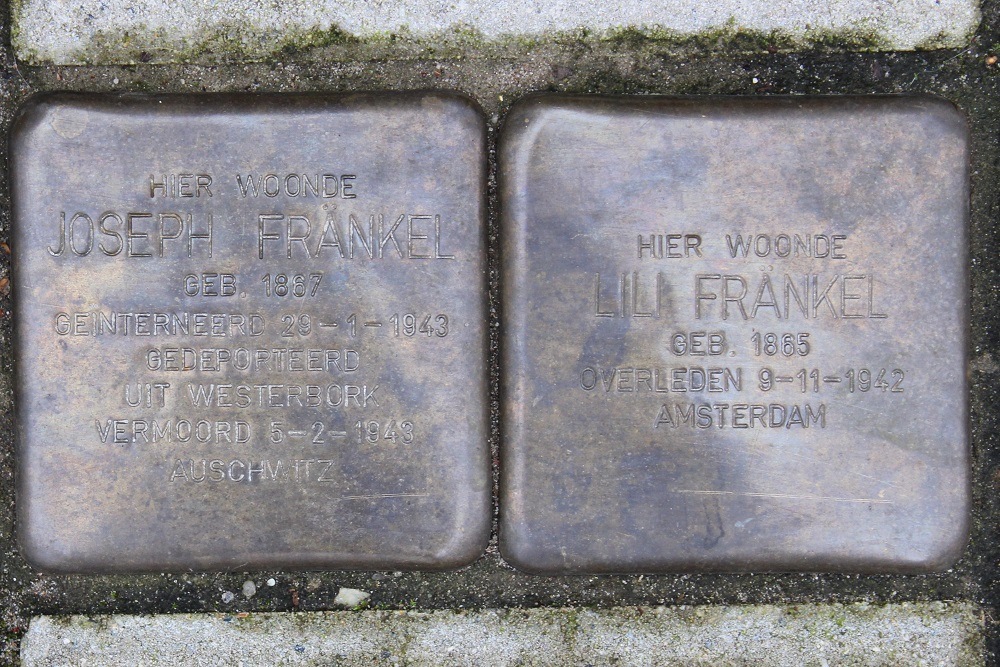 HIER WOONDE
JOSEPH FRÄNKEL
GEB. 1867
GEINTERNEERD 29-1-1943
GEDEPORTEERD
UIT WESTERBORK
VERMOORD 5-2-1943
AUSCHWITZ
HIER WOONDE
LILI FRÄNKEL
GEB. 1865
OVERLEDEN 9-11-1942
AMSTERDAM